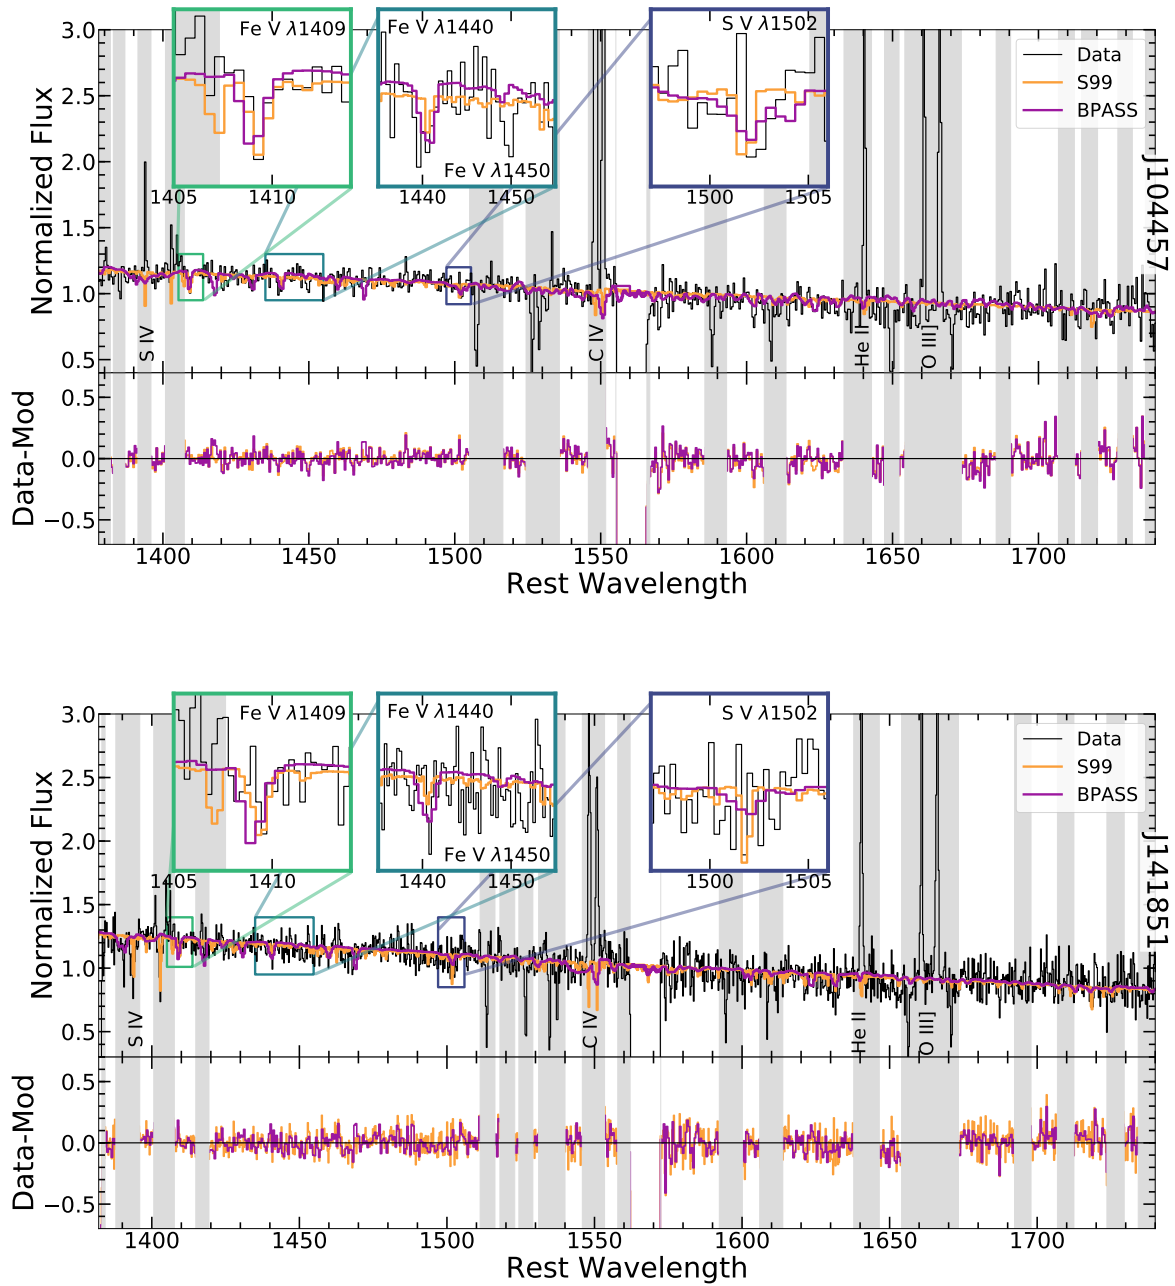 Fe V λ1409
Fe V λ1440
Fe V λ1450
S V λ1502
1405
1410
1440
1450
1500
1505
Data
S99
BPASS
3.0
2.5
2.0
1.5
1.0
0.5
Normalized Flux
S IV
C IV
He II
O III]
J104457
0.5
0.0
−0.5
Data-Mod
1400
1450
1500
1550
1600
1650
1700
Rest Wavelength
Fe V λ1409
Fe V λ1440
Fe V λ1450
S V λ1502
1405
1410
1440
1450
1500
1505
Data
S99
BPASS
3.0
2.5
2.0
1.5
1.0
0.5
Normalized Flux
S IV
C IV
He II
O III]
J141851
0.5
0.0
−0.5
Data-Mod
1400
1450
1500
1550
1600
1650
1700
Rest Wavelength